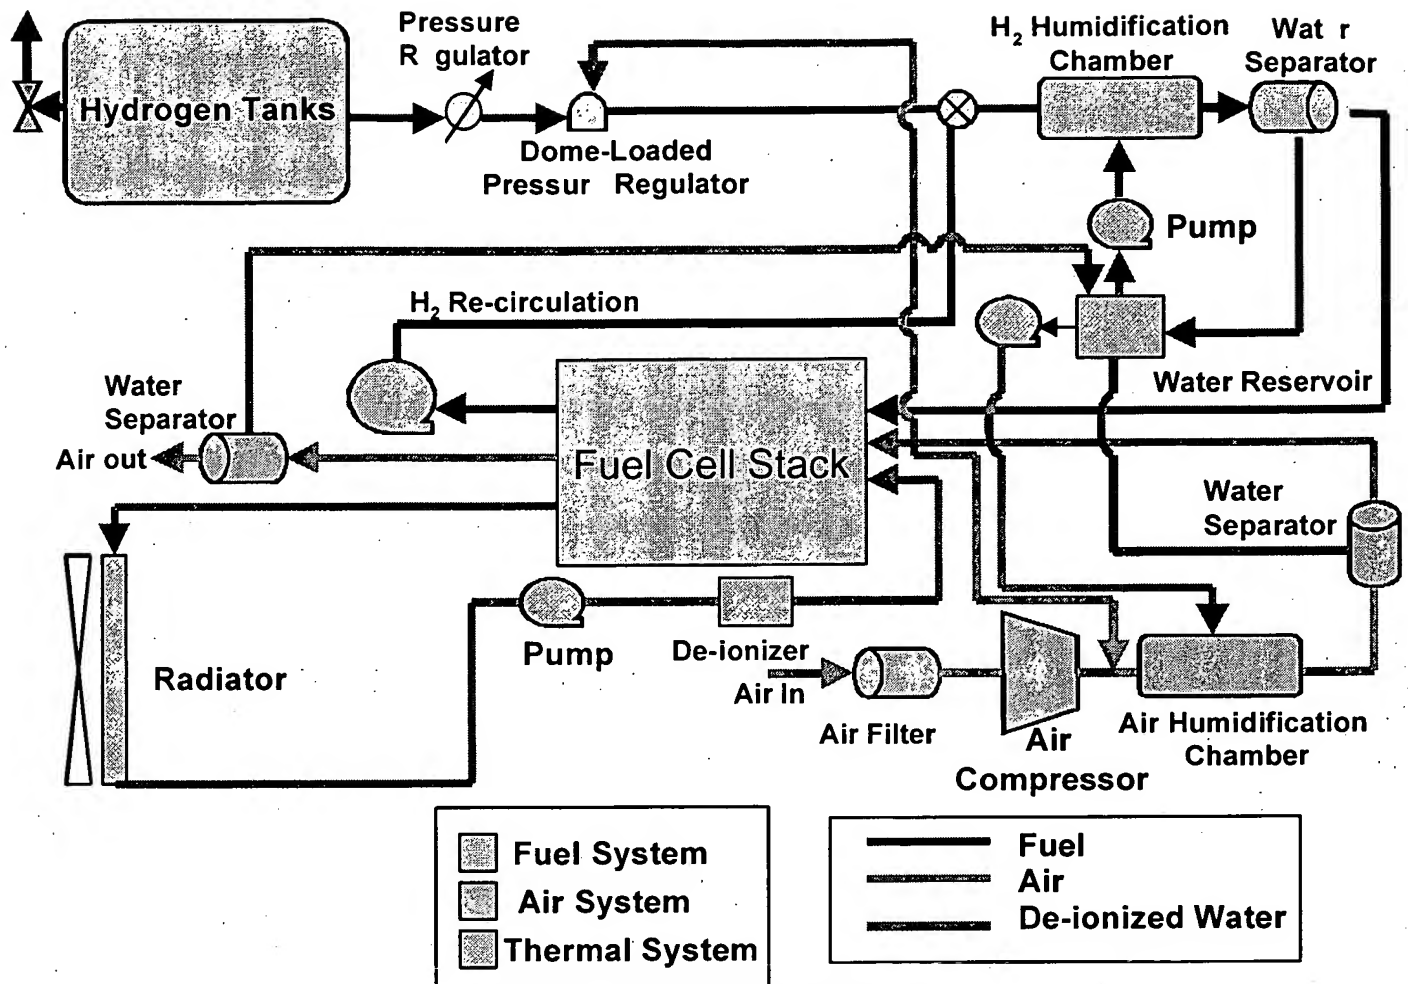 Pressure
R gulator
H2 Humidification
Chamber
Wat r
Separator
Hydrogen Tanks
Dome-Loaded
Pressur Regulator
Pump
H2 Re-circulation
Water Reservoir
Water
Separator
Air out
Fuel Cell Stack
Water
Separator
Pump
De-ionizer
Radiator
Air In
Air Filter
Air
Compressor
Air Humidification
Chamber
Fuel System
Air System
Thermal System
Fuel
Air
De-ionized Water